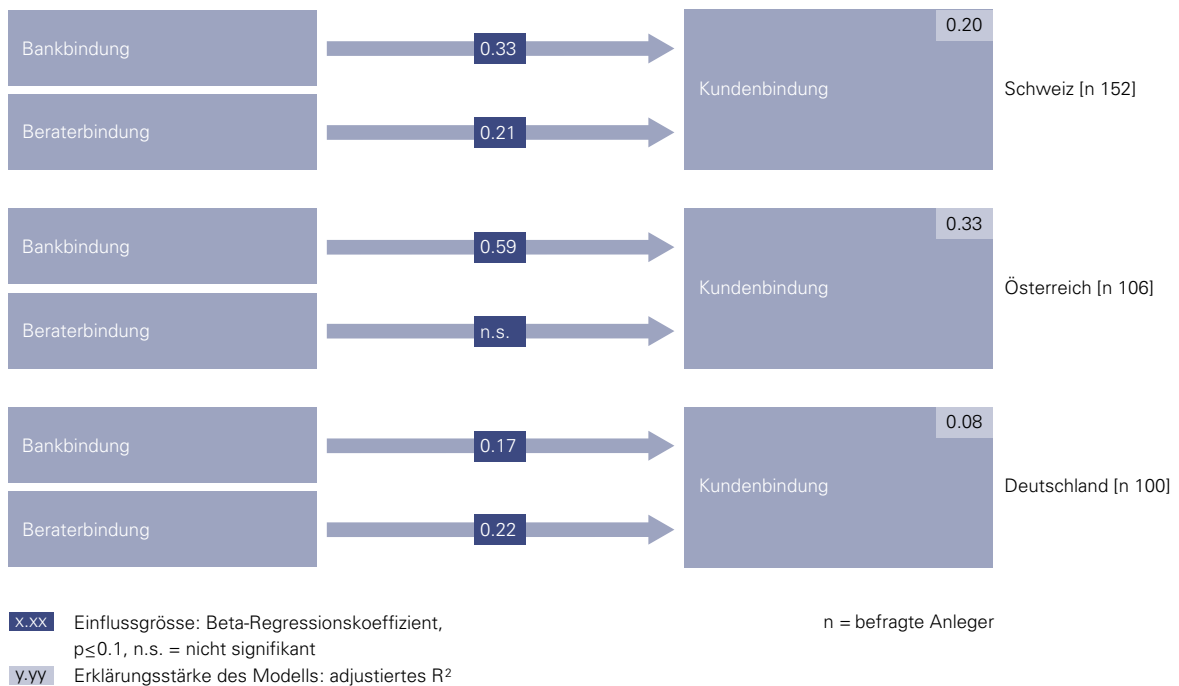 Bankbindung
0.33
0.20
Kundenbindung
Schweiz [n 152]
Beraterbindung
0.21
Bankbindung
0.59
0.33
Kundenbindung
Österreich [n 106]
Beraterbindung
n.s.
Bankbindung
0.17
0.08
Kundenbindung
Deutschland [n 100]
Beraterbindung
0.22
x.xx Einflussgrösse: Beta-Regressionskoeffizient,
p≤0.1, n.s. = nicht signifikant
y.yy Erklärungsstärke des Modells: adjustiertes R²
n = befragte Anleger